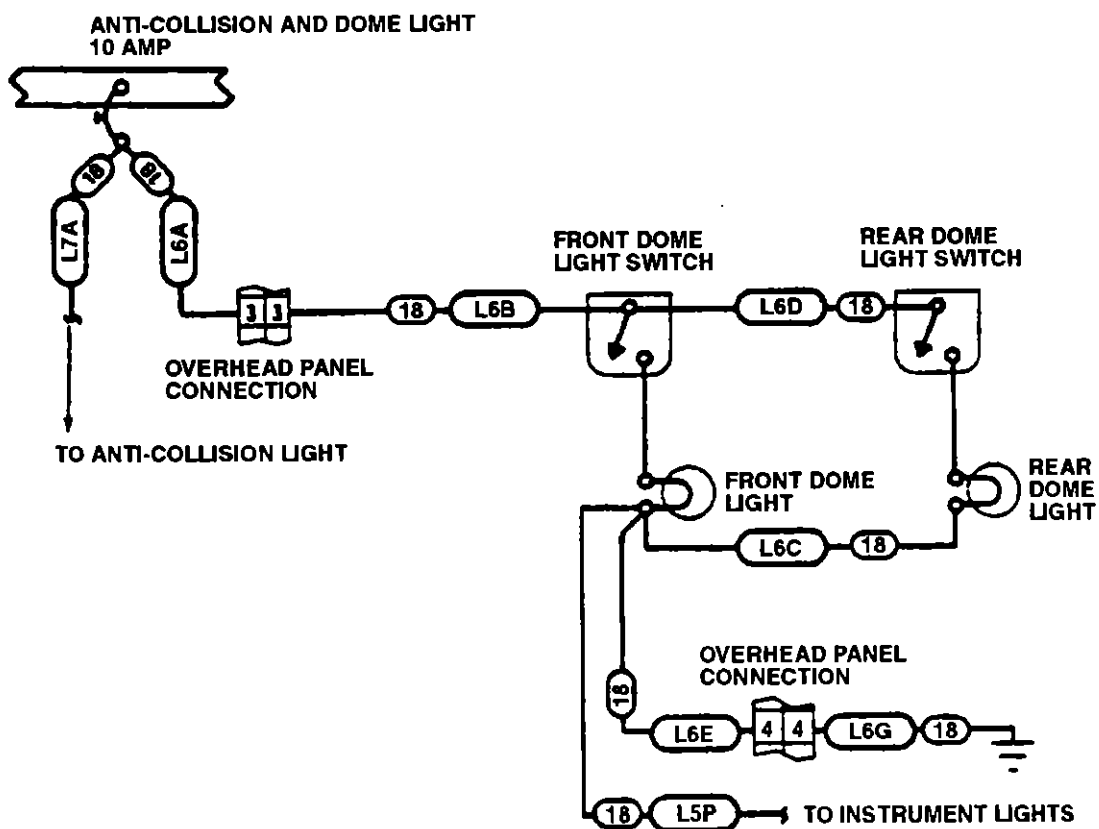 ANTI-COLLISION AND DOME LIGHT
10 AMP
18
18
L7A
L6A
3 3
OVERHEAD PANEL
CONNECTION
TO ANTI-COLLISION LIGHT
18
L6B
FRONT DOME
LIGHT SWITCH
L6D
18
REAR DOME
LIGHT SWITCH
FRONT DOME
LIGHT
REAR
DOME
LIGHT
L6C
18
18
OVERHEAD PANEL
CONNECTION
L6E
4 4
L6G
18
18
L5P
TO INSTRUMENT LIGHTS